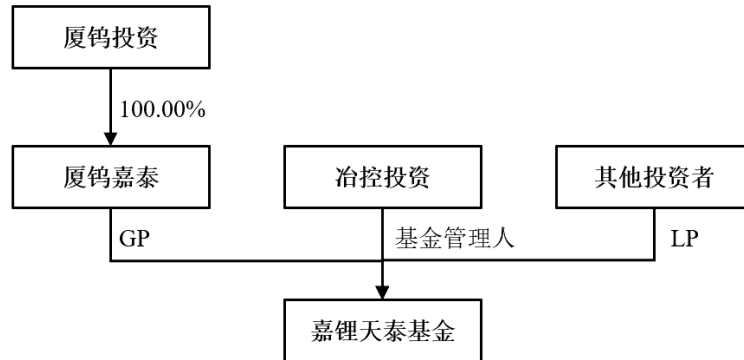 厦钨投资
100.00%
厦钨嘉泰
冶控投资
其他投资者
GP
基金管理人
LP
嘉锂天泰基金